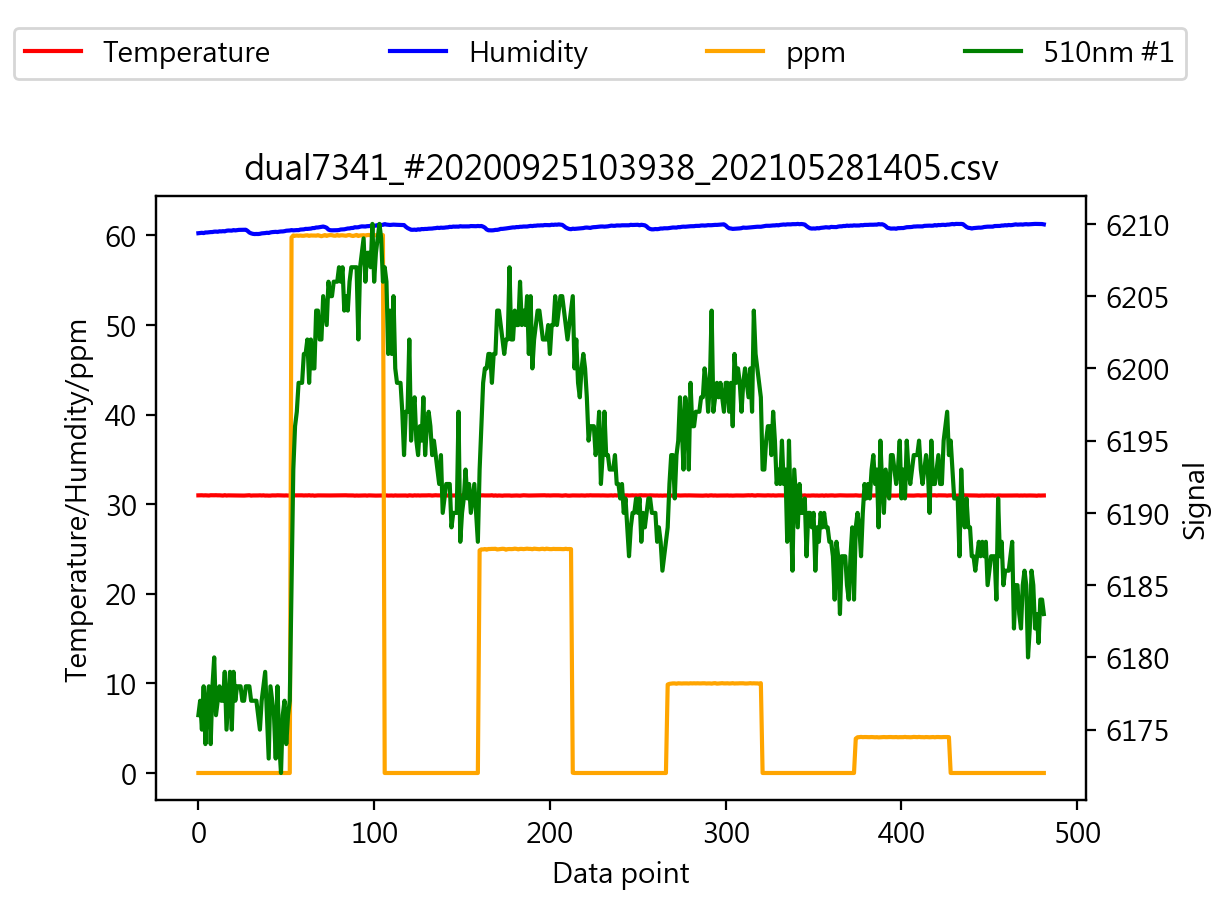 Temperature Humidity ppm 510nm #1
dual7341_#20200925103938_202105281405.csv
Temperature/Humdity/ppm
60
50
40
30
20
10
0
6210
6205
6200
6195
6190
6185
6180
6175
Signal
0 100 200 300 400 500
Data point